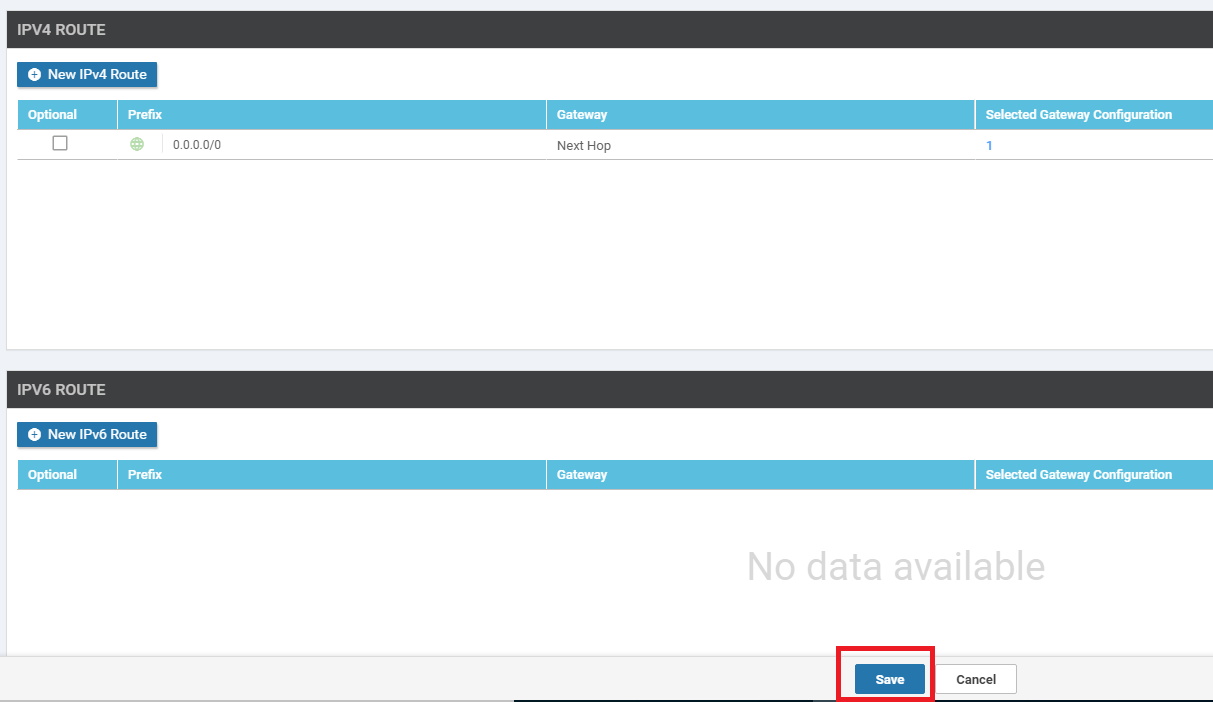 IPV4 ROUTE
New IPv4 Route
Optional Prefix Gateway Selected Gateway Configuration
0.0.0.0/0 Next Hop 1
IPV6 ROUTE
New IPv6 Route
Optional Prefix Gateway Selected Gateway Configuration
No data available
Save Cancel